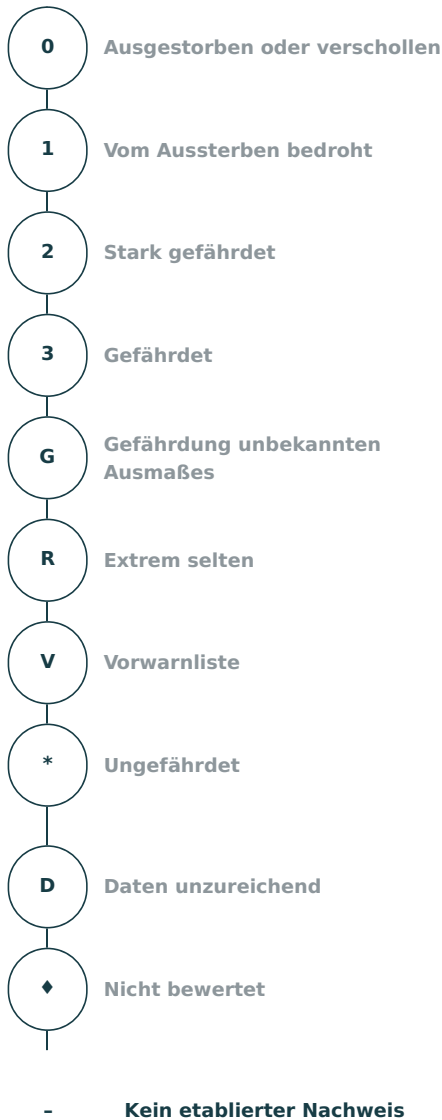 0 Ausgestorben oder verschollen
1 Vom Aussterben bedroht
2 Stark gefährdet
3 Gefährdet
G Gefährdung unbekannten
Ausmaßes
R Extrem selten
V Vorwarnliste
* Ungefährdet
D Daten unzureichend
♦ Nicht bewertet
– Kein etablierter Nachweis